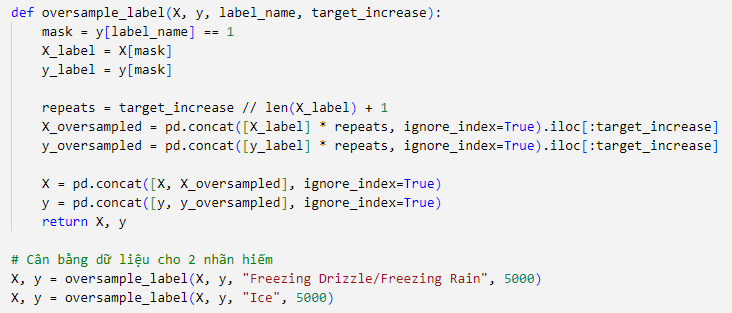 def oversample_label(X, y, label_name, target_increase):
    mask = y[label_name] == 1
    X_label = X[mask]
    y_label = y[mask]

    repeats = target_increase // len(X_label) + 1
    X_oversampled = pd.concat([X_label] * repeats, ignore_index=True).iloc[:target_increase]
    y_oversampled = pd.concat([y_label] * repeats, ignore_index=True).iloc[:target_increase]

    X = pd.concat([X, X_oversampled], ignore_index=True)
    y = pd.concat([y, y_oversampled], ignore_index=True)
    return X, y

# Cân bằng dữ liệu cho 2 nhãn hiếm
X, y = oversample_label(X, y, "Freezing Drizzle/Freezing Rain", 5000)
X, y = oversample_label(X, y, "Ice", 5000)